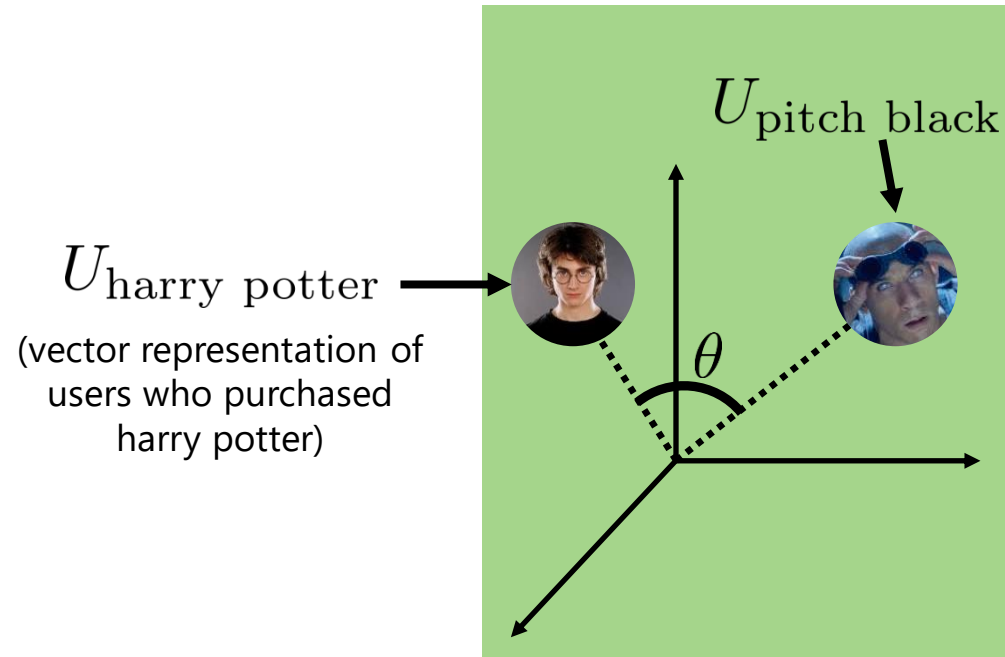 U_pitch black
U_harry potter
(vector representation of
users who purchased
harry potter)
θ